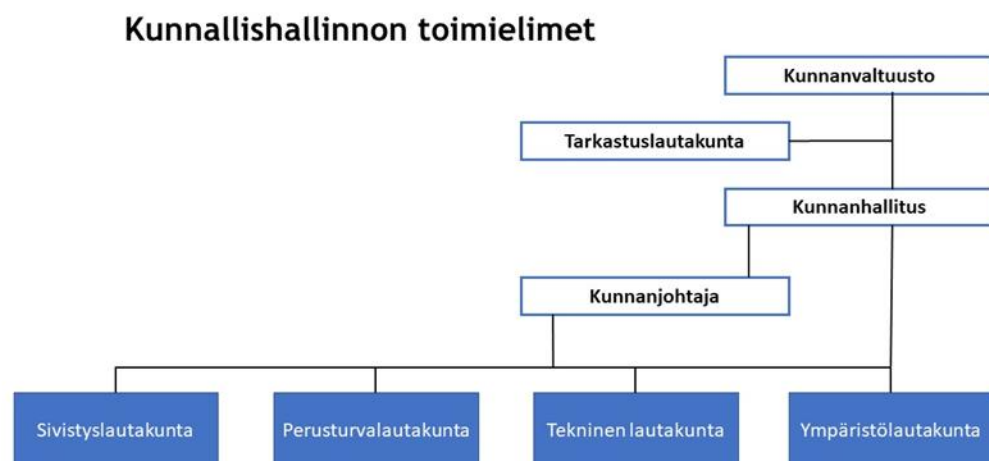 Kunnallishallinnon toimielimet
Kunnanvaltuusto
Tarkastuslautakunta
Kunnanhallitus
Kunnanjohtaja
Sivistyslautakunta
Perusturvalautakunta
Tekninen lautakunta
Ympäristölautakunta